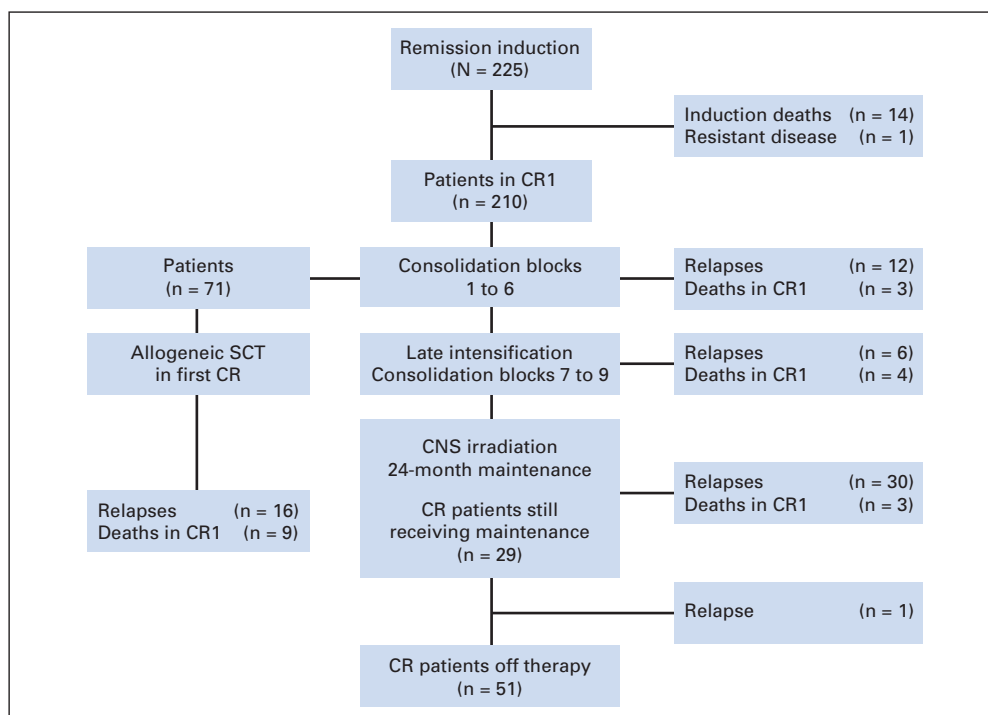 Remission induction
(N = 225)
Induction deaths (n = 14)
Resistant disease (n = 1)
Patients in CR1
(n = 210)
Patients
(n = 71)
Consolidation blocks
1 to 6
Relapses (n = 12)
Deaths in CR1 (n = 3)
Allogeneic SCT
in first CR
Late intensification
Consolidation blocks 7 to 9
Relapses (n = 6)
Deaths in CR1 (n = 4)
CNS irradiation
24-month maintenance
CR patients still
receiving maintenance
(n = 29)
Relapses (n = 30)
Deaths in CR1 (n = 3)
Relapses (n = 16)
Deaths in CR1 (n = 9)
Relapse (n = 1)
CR patients off therapy
(n = 51)